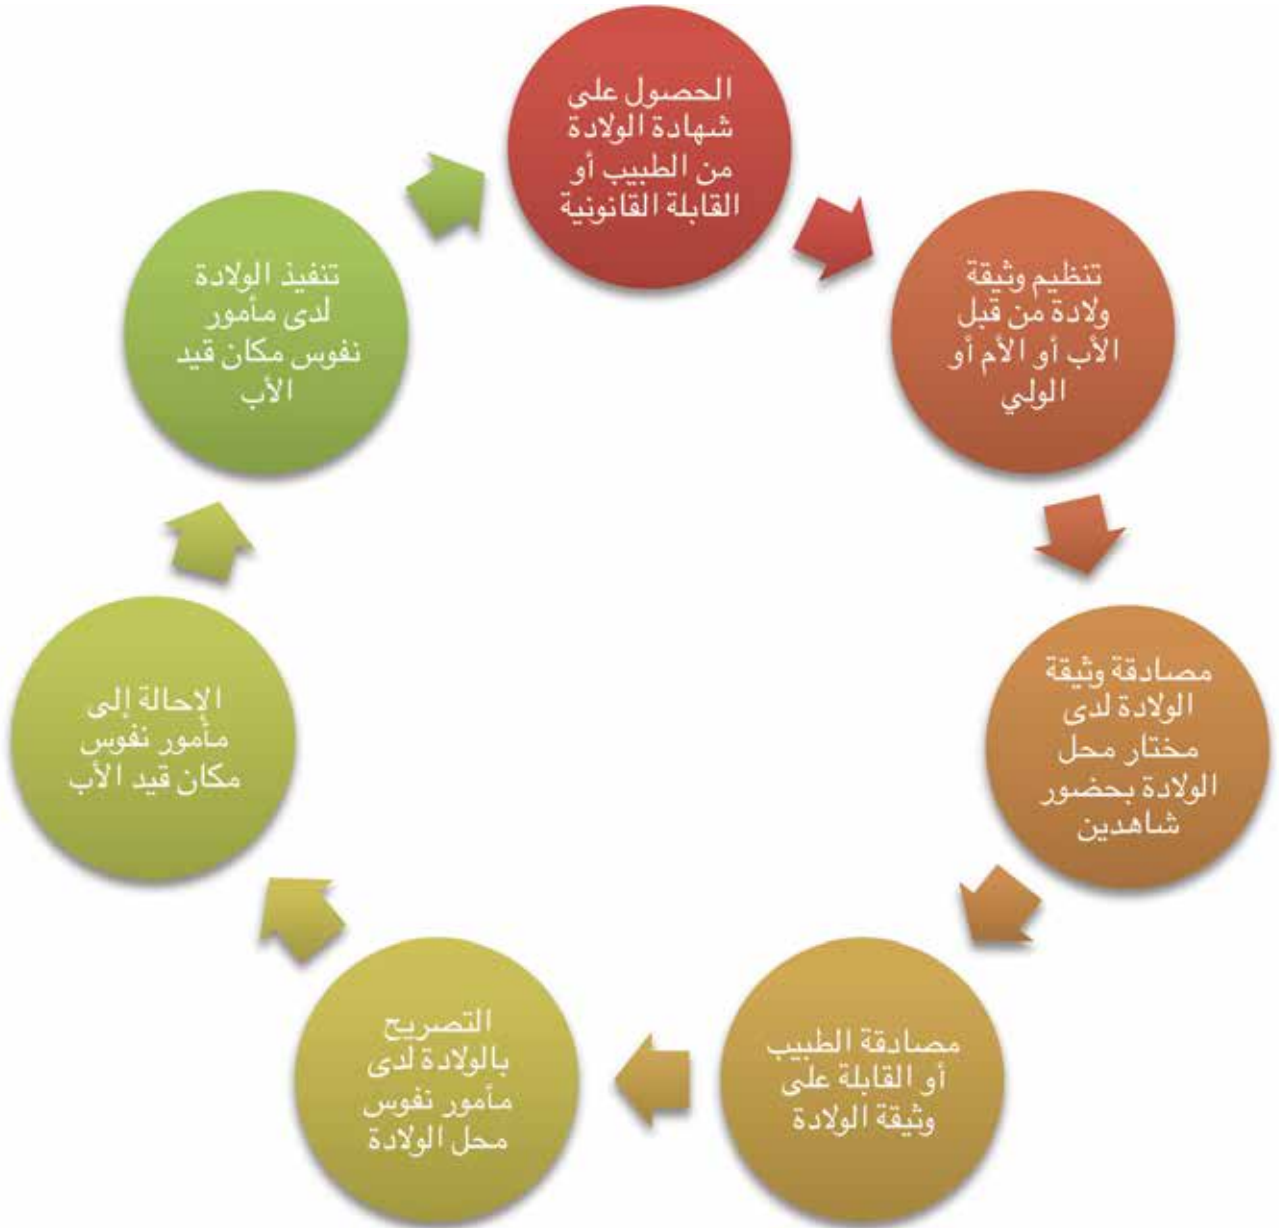 الحصول على
شهادة الولادة
من الطبيب أو
القابلة القانونية
تنظيم وثيقة
ولادة من قبل
الأب أو الأم أو
الولي
مصادقة وثيقة
الولادة لدى
مختار محل
الولادة بحضور
شاهدين
مصادقة الطبيب
أو القابلة على
وثيقة الولادة
التصريح
بالولادة لدى
مأمور نفوس
محل الولادة
الإحالة إلى
مأمور نفوس
مكان قيد الأب
تنفيذ الولادة
لدى مأمور
نفوس مكان قيد
الأب